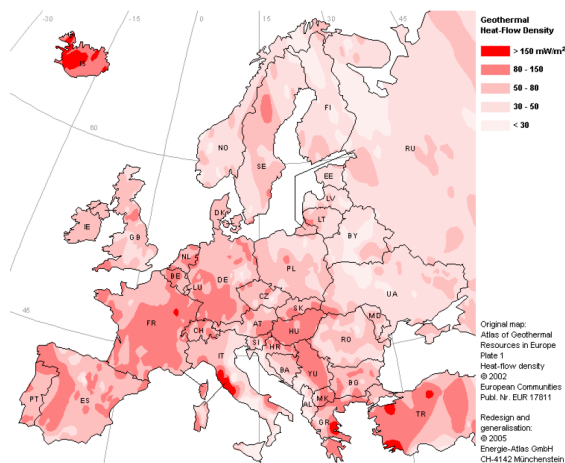 -30
-15
0
15
30
45
60
45
IS
NO
SE
FI
RU
EE
LV
LT
DK
IE
GB
NL
BE
LU
DE
PL
BY
CZ
UA
SK
FR
CH
AT
HU
MD
SI
HR
RO
IT
BA
YU
BG
PT
ES
AL
MK
GR
TR
Geothermal
Heat-Flow Density
> 150 mW/m²
80 - 150
50 - 80
30 - 50
< 30
Original map:
Atlas of Geothermal
Resources in Europe
Plate 1
Heat-flow density
© 2002
European Communities
Publ. Nr. EUR 17811
Redesign and
generalisation:
© 2005
Energie-Atlas GmbH
CH-4142 Münchenstein